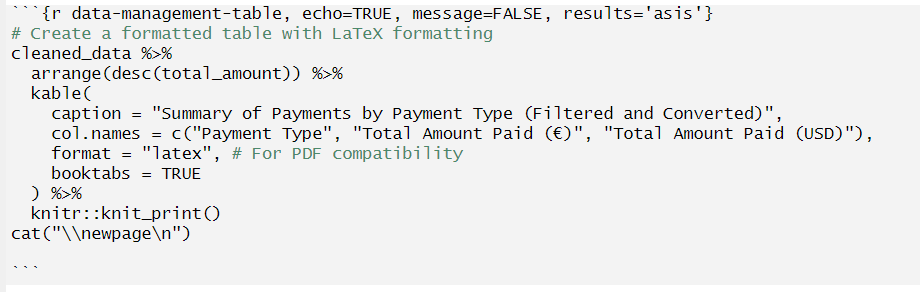 ```{r data-management-table, echo=TRUE, message=FALSE, results='asis'}
# Create a formatted table with LaTeX formatting
cleaned_data %>%
  arrange(desc(total_amount)) %>%
  kable(
    caption = "Summary of Payments by Payment Type (Filtered and Converted)",
    col.names = c("Payment Type", "Total Amount Paid (€)", "Total Amount Paid (USD)"),
    format = "latex", # For PDF compatibility
    booktabs = TRUE
  ) %>%
  knitr::knit_print()
cat("\\newpage\n")

```